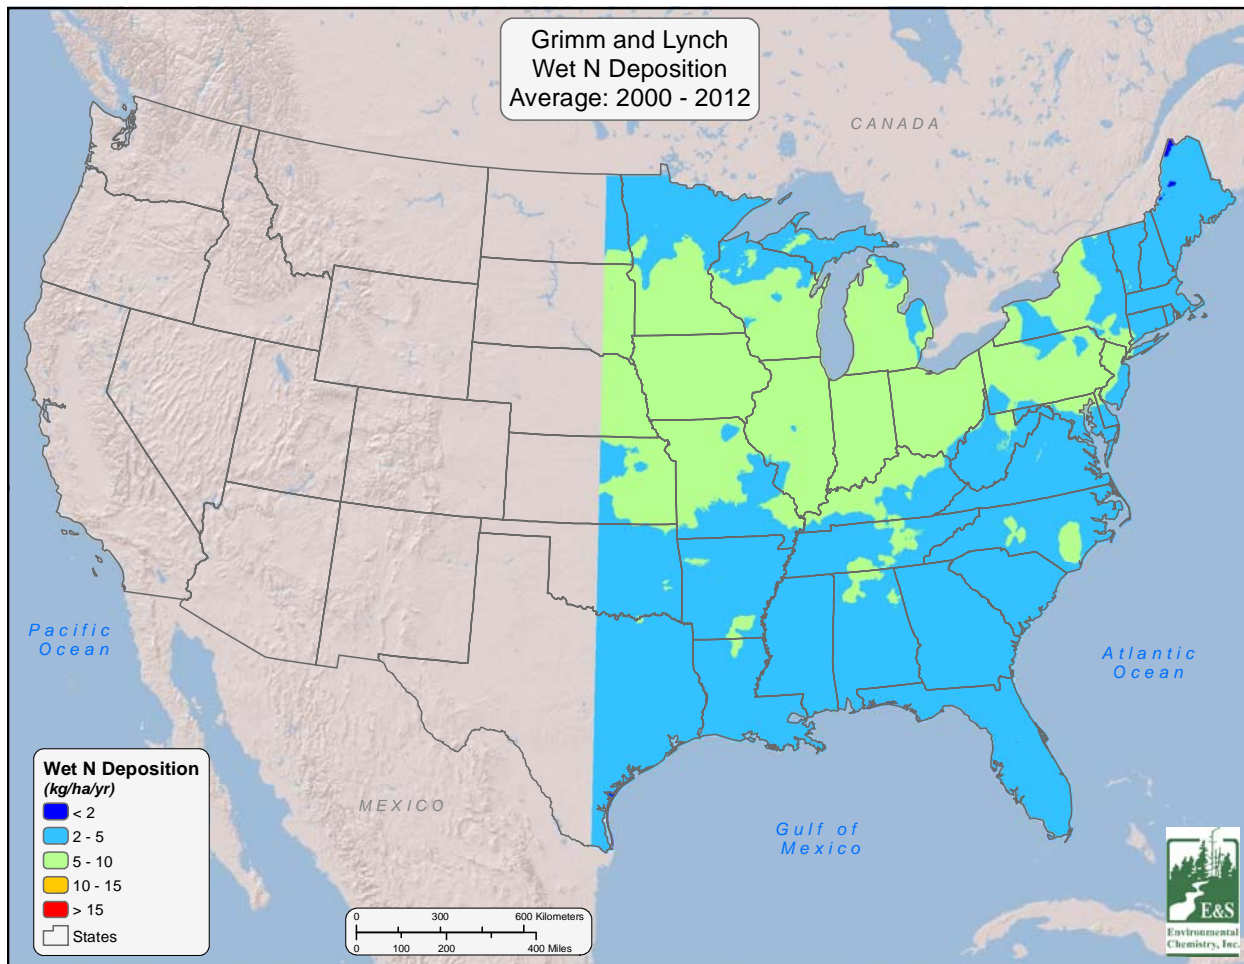 Grimm and Lynch
Wet N Deposition
Average: 2000 - 2012
CANADA
Pacific
Ocean
Atlantic
Ocean
MEXICO
Gulf of
Mexico
Wet N Deposition
(kg/ha/yr)
< 2
2 - 5
5 - 10
10 - 15
> 15
States
0 300 600 Kilometers
0 100 200 400 Miles
E&S
Environmental
Chemistry, Inc.